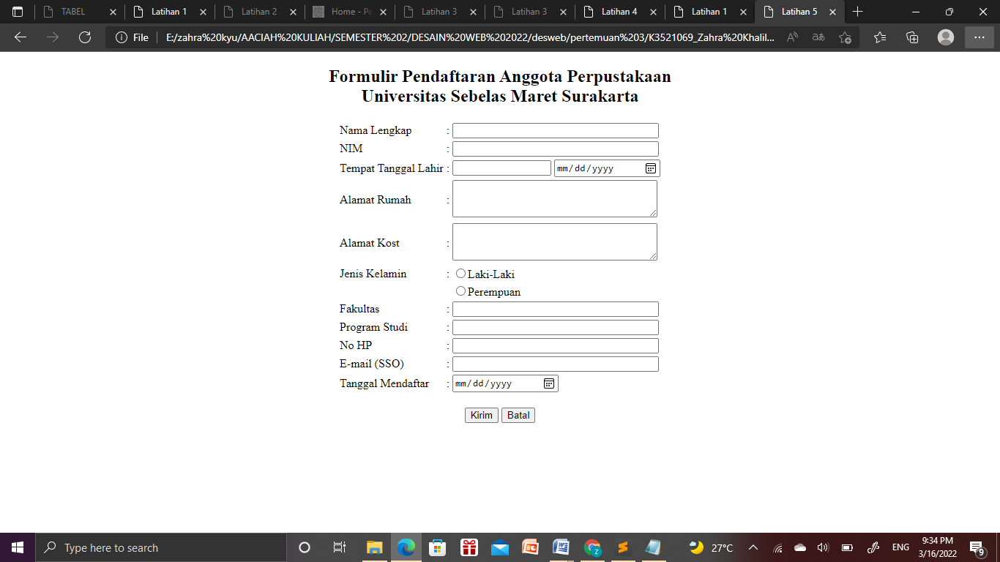 TABEL Latihan 1 Latihan 2 Home - Pe Latihan 3 Latihan 3 Latihan 4 Latihan 1 Latihan 5
File E:/zahra%20kyu/AACIAH%20KULIAH/SEMESTER%202/DESAIN%20WEB%202022/desweb/pertemuan%203/K3521069_Zahra%20Khalil...
Formulir Pendaftaran Anggota Perpustakaan
Universitas Sebelas Maret Surakarta
Nama Lengkap :
NIM :
Tempat Tanggal Lahir : mm/dd/yyyy
Alamat Rumah :
Alamat Kost :
Jenis Kelamin : Laki-Laki
Perempuan
Fakultas :
Program Studi :
No HP :
E-mail (SSO) :
Tanggal Mendaftar : mm/dd/yyyy
Kirim Batal
Type here to search 27°C ENG 9:34 PM
3/16/2022 9